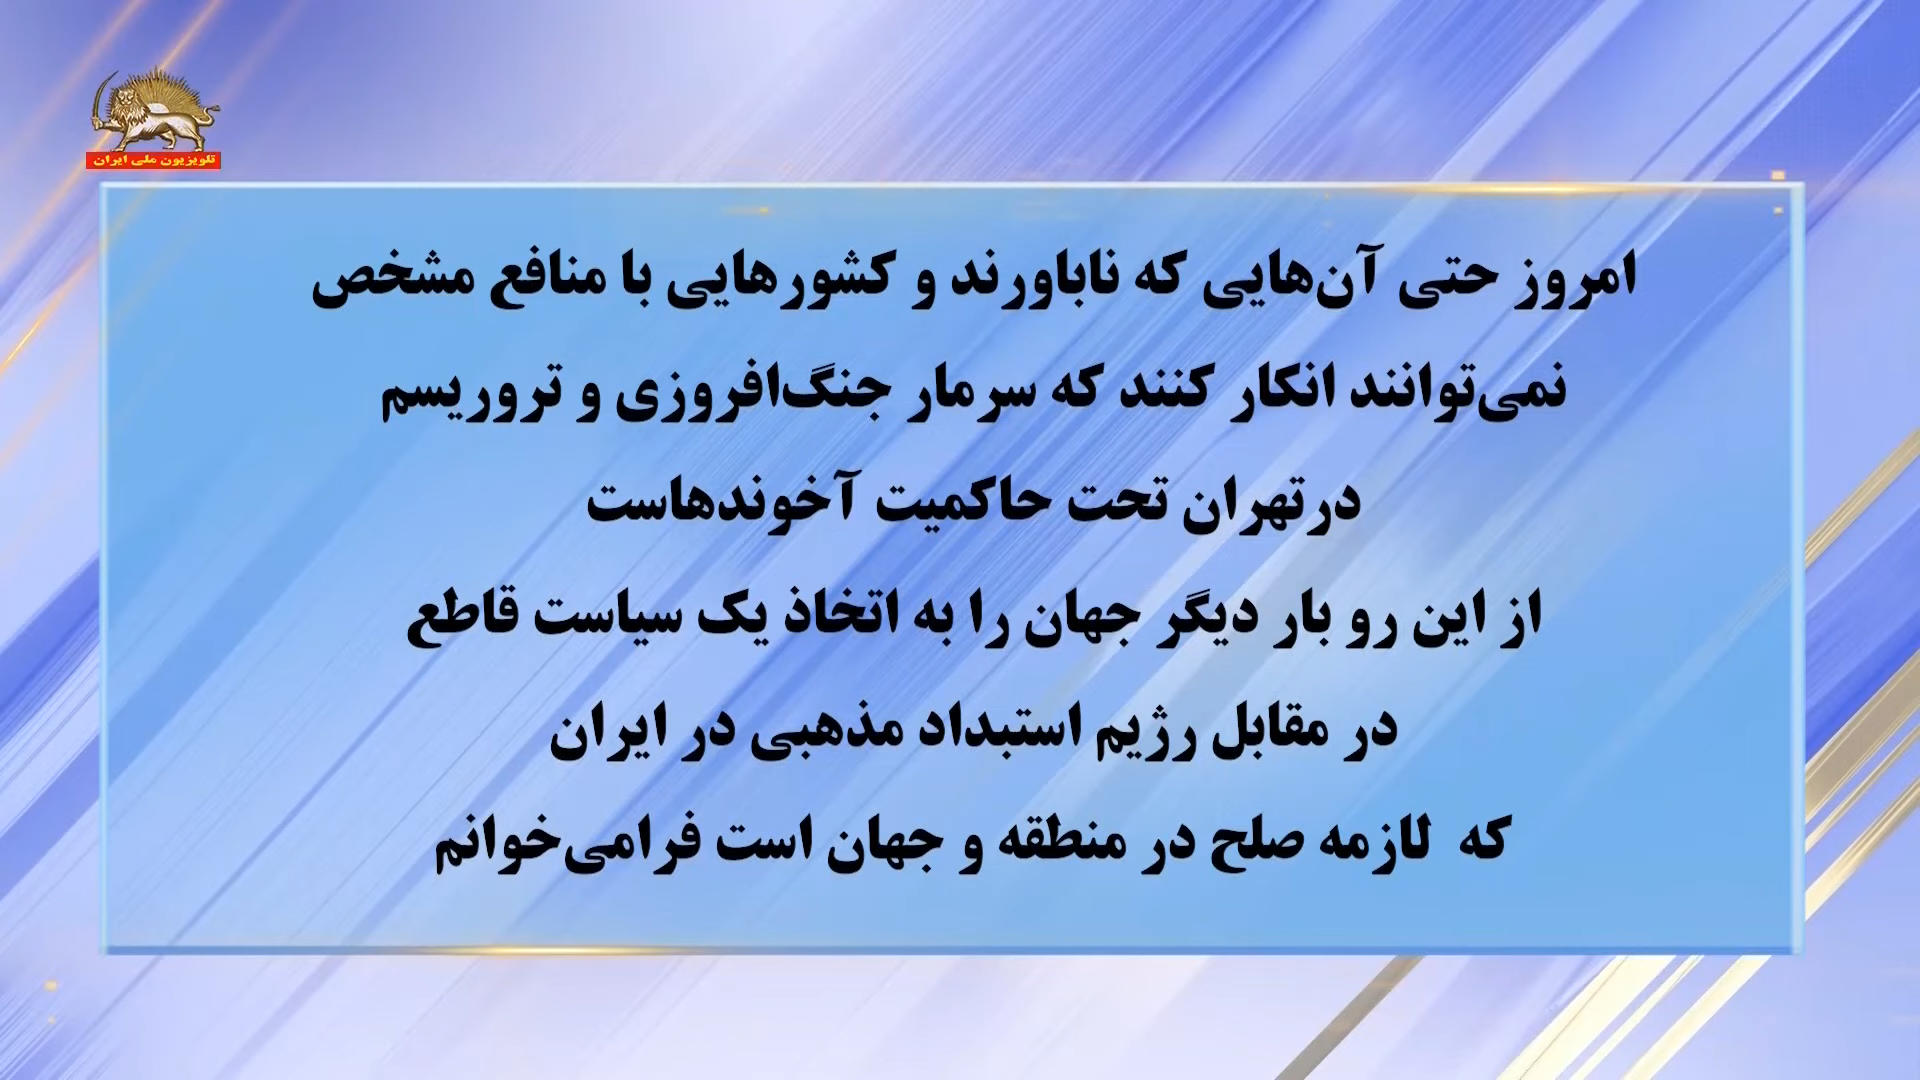 تلویزیون ملی ایران
امروز حتی آن‌هایی که ناباورند و کشورهایی با منافع مشخص
نمی‌توانند انکار کنند که سرمار جنگ‌افروزی و تروریسم
درتهران تحت حاکمیت آخوندهاست
از این رو بار دیگر جهان را به اتخاذ یک سیاست قاطع
در مقابل رژیم استبداد مذهبی در ایران
که لازمه صلح در منطقه و جهان است فرامی‌خوانم